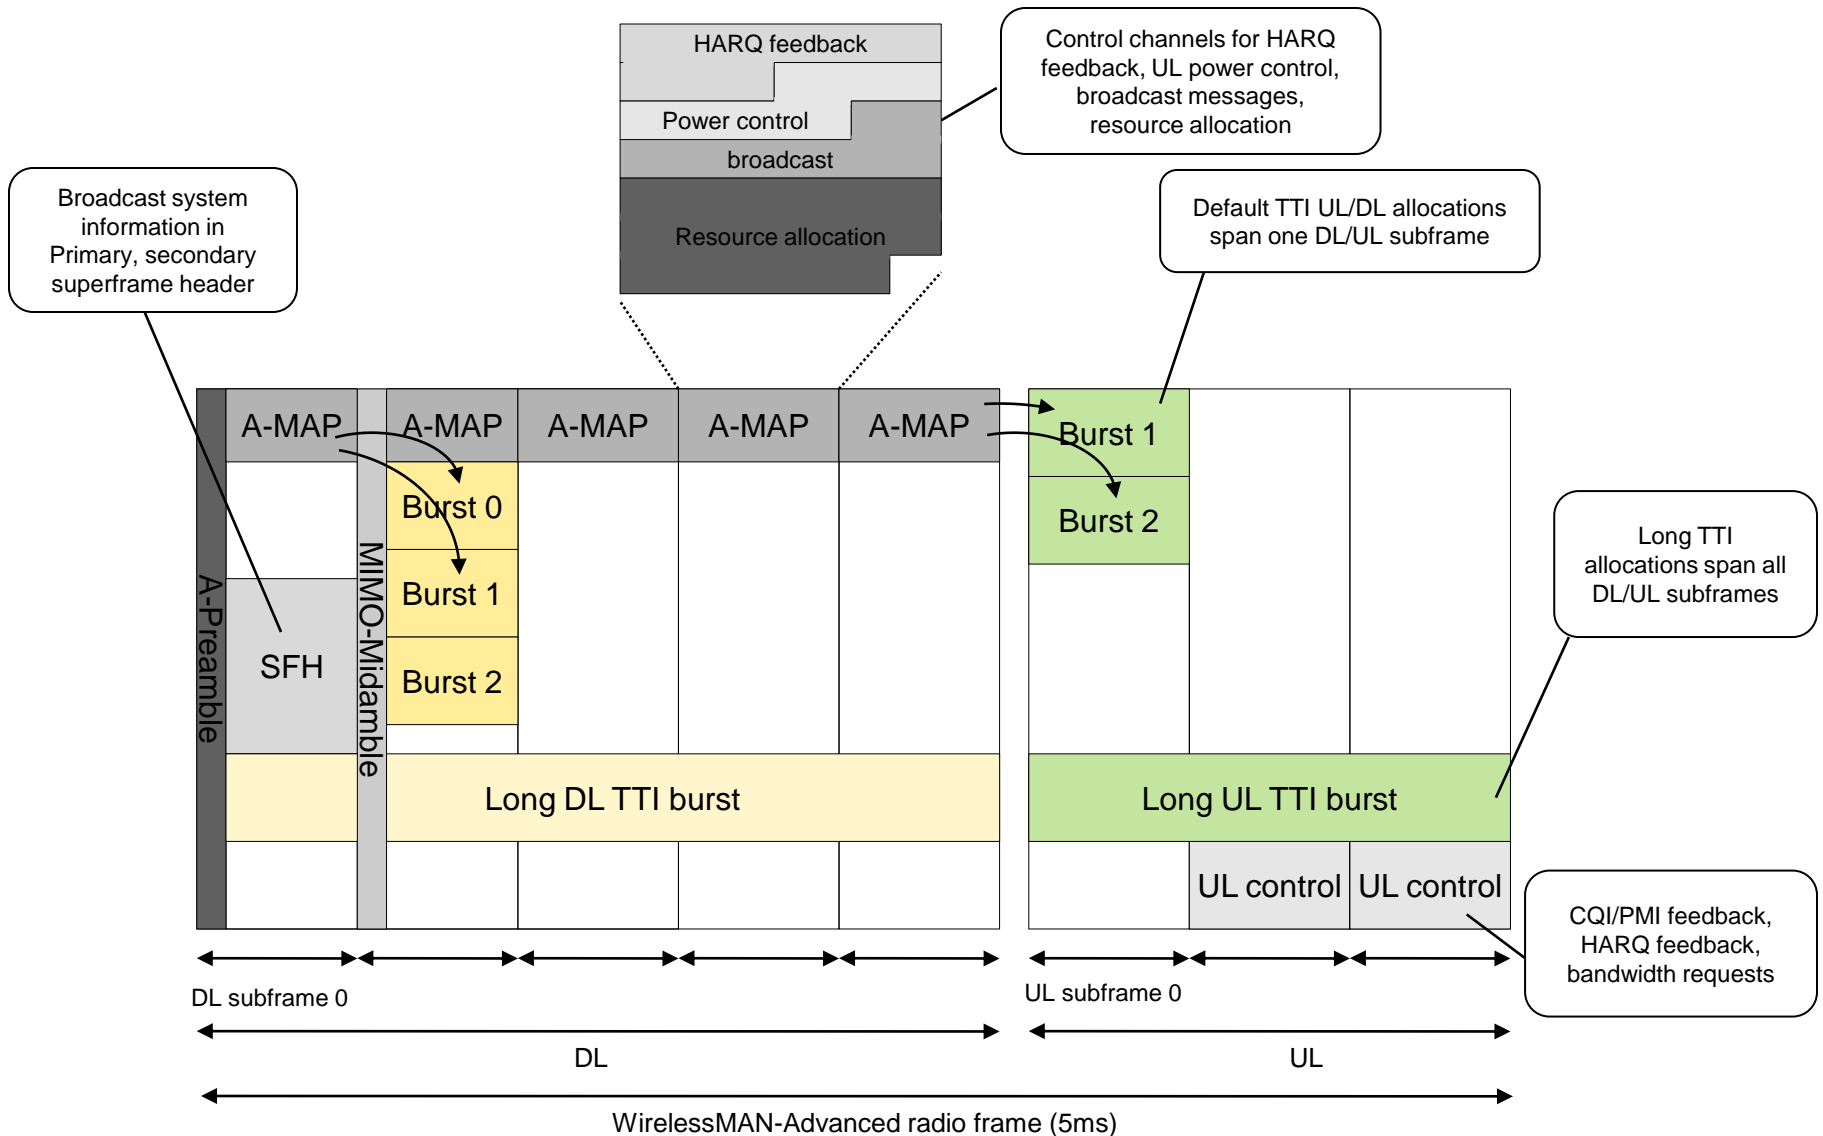 HARQ feedback
Power control
broadcast
Resource allocation
Control channels for HARQ
feedback, UL power control,
broadcast messages,
resource allocation
Broadcast system
information in
Primary, secondary
superframe header
Default TTI UL/DL allocations
span one DL/UL subframe
A-MAP
A-MAP
A-MAP
A-MAP
A-MAP
Burst 1
Burst 2
Burst 0
Burst 1
Burst 2
A-Preamble
SFH
MIMO-Midamble
Long TTI
allocations span all
DL/UL subframes
Long DL TTI burst
Long UL TTI burst
UL control
UL control
CQI/PMI feedback,
HARQ feedback,
bandwidth requests
DL subframe 0
UL subframe 0
DL
UL
WirelessMAN-Advanced radio frame (5ms)